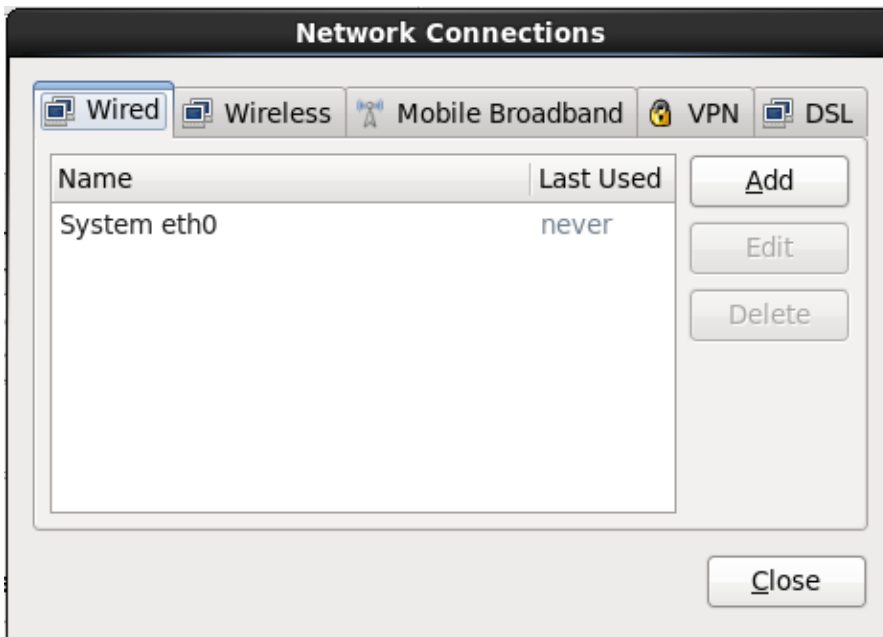 Network Connections
Wired Wireless Mobile Broadband VPN DSL
Name Last Used Add
System eth0 never Edit
Delete
Close